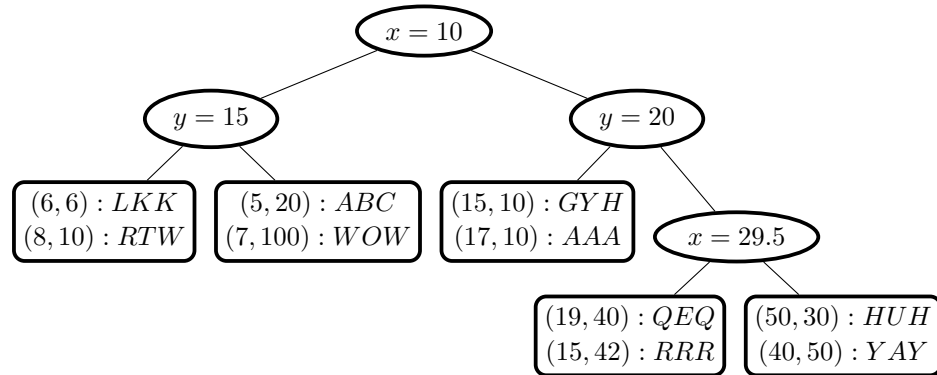 x = 10
y = 15
y = 20
(6, 6) : LKK
(8, 10) : RTW
(5, 20) : ABC
(7, 100) : WOW
(15, 10) : GYH
(17, 10) : AAA
x = 29.5
(19, 40) : QEQ
(15, 42) : RRR
(50, 30) : HUH
(40, 50) : YAY